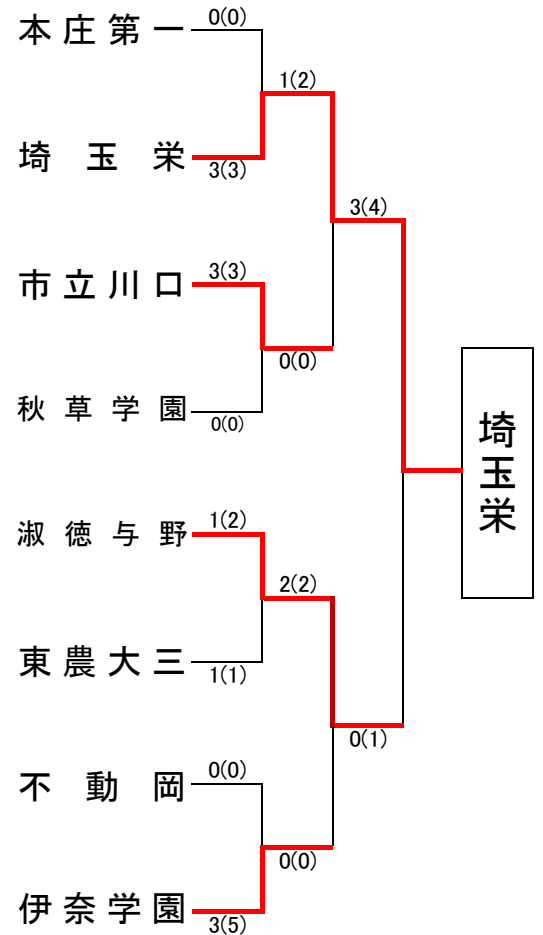 0(0)
本庄第一
1(2)
埼玉栄
3(3)
3(4)
3(3)
市立川口
0(0)
秋草学園
0(0)
埼玉栄
1(2)
淑徳与野
2(2)
東農大三
1(1)
0(1)
0(0)
不動岡
0(0)
伊奈学園
3(5)